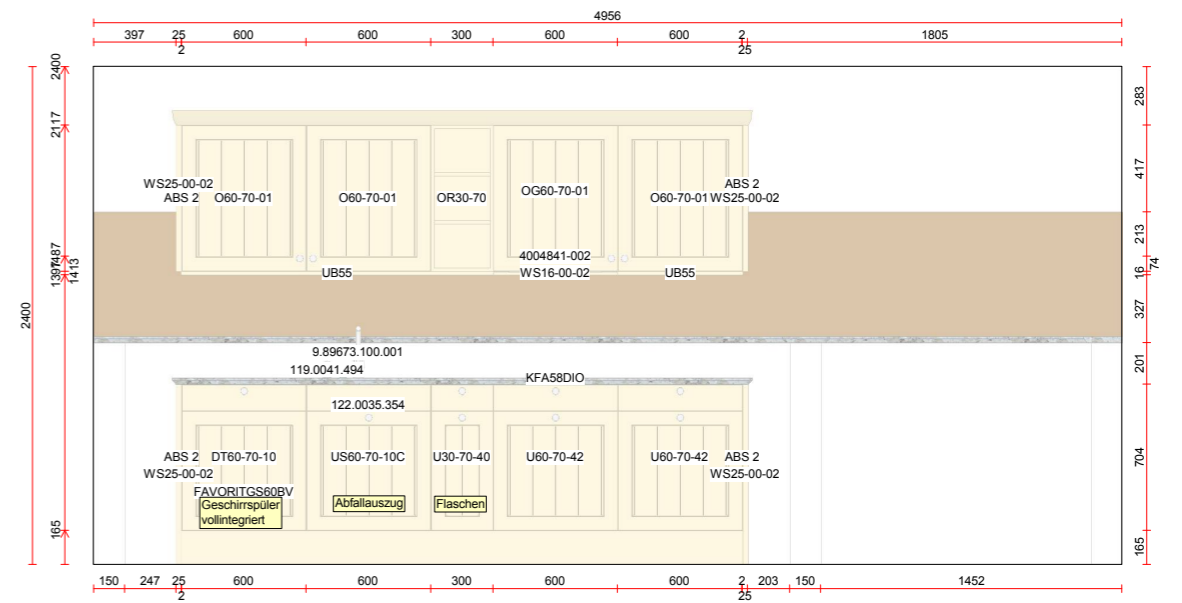 4956
397 25 600 600 300 600 600 2 1805
2 25
2400
2117
487
74
1397
1413
2400
165
283
417
213
74
16
327
201
704
165
WS25-00-02
ABS 2
O60-70-01
O60-70-01
OR30-70
OG60-70-01
O60-70-01
ABS 2
WS25-00-02
4004841-002
UB55
WS16-00-02
UB55
9.89673.100.001
119.0041.494
KFA58DIO
122.0035.354
ABS 2
WS25-00-02
DT60-70-10
US60-70-10C
U30-70-40
U60-70-42
U60-70-42
ABS 2
WS25-00-02
FAVORITGS60BV
Geschirrspüler
vollintegriert
Abfallauszug
Flaschen
150 247 25 600 600 300 600 600 2 203 150 1452
2 25